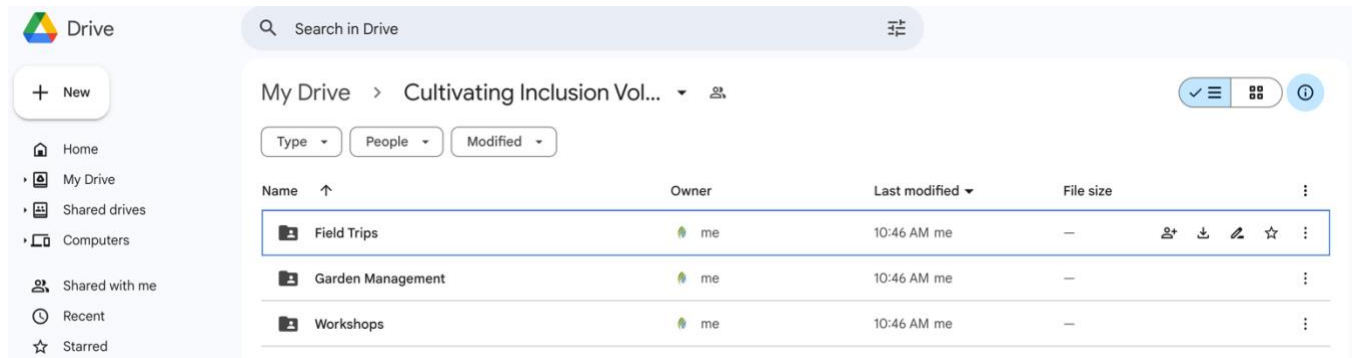 Drive
Search in Drive
New
My Drive > Cultivating Inclusion Vol...
Type People Modified
Home
My Drive
Shared drives
Computers
Shared with me
Recent
Starred
Name Owner Last modified File size
Field Trips me 10:46 AM me —
Garden Management me 10:46 AM me —
Workshops me 10:46 AM me —